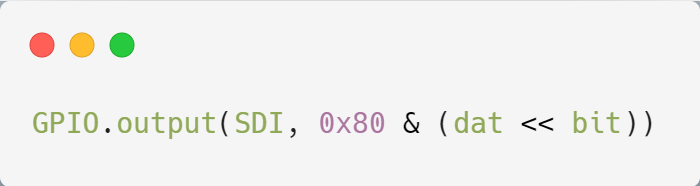 GPIO.output(SDI, 0x80 & (dat << bit))